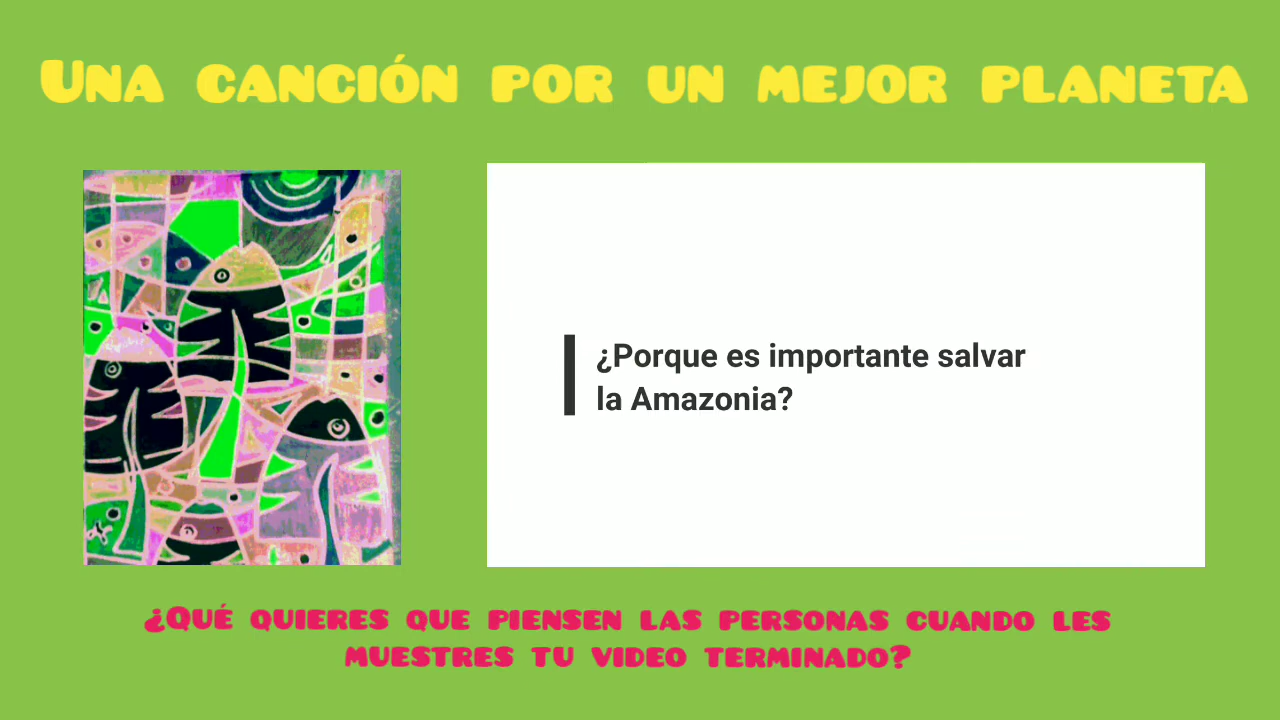 Una canción por un mejor planeta
¿Porque es importante salvar
la Amazonia?
¿Qué quieres que piensen las personas cuando les
muestres tu video terminado?